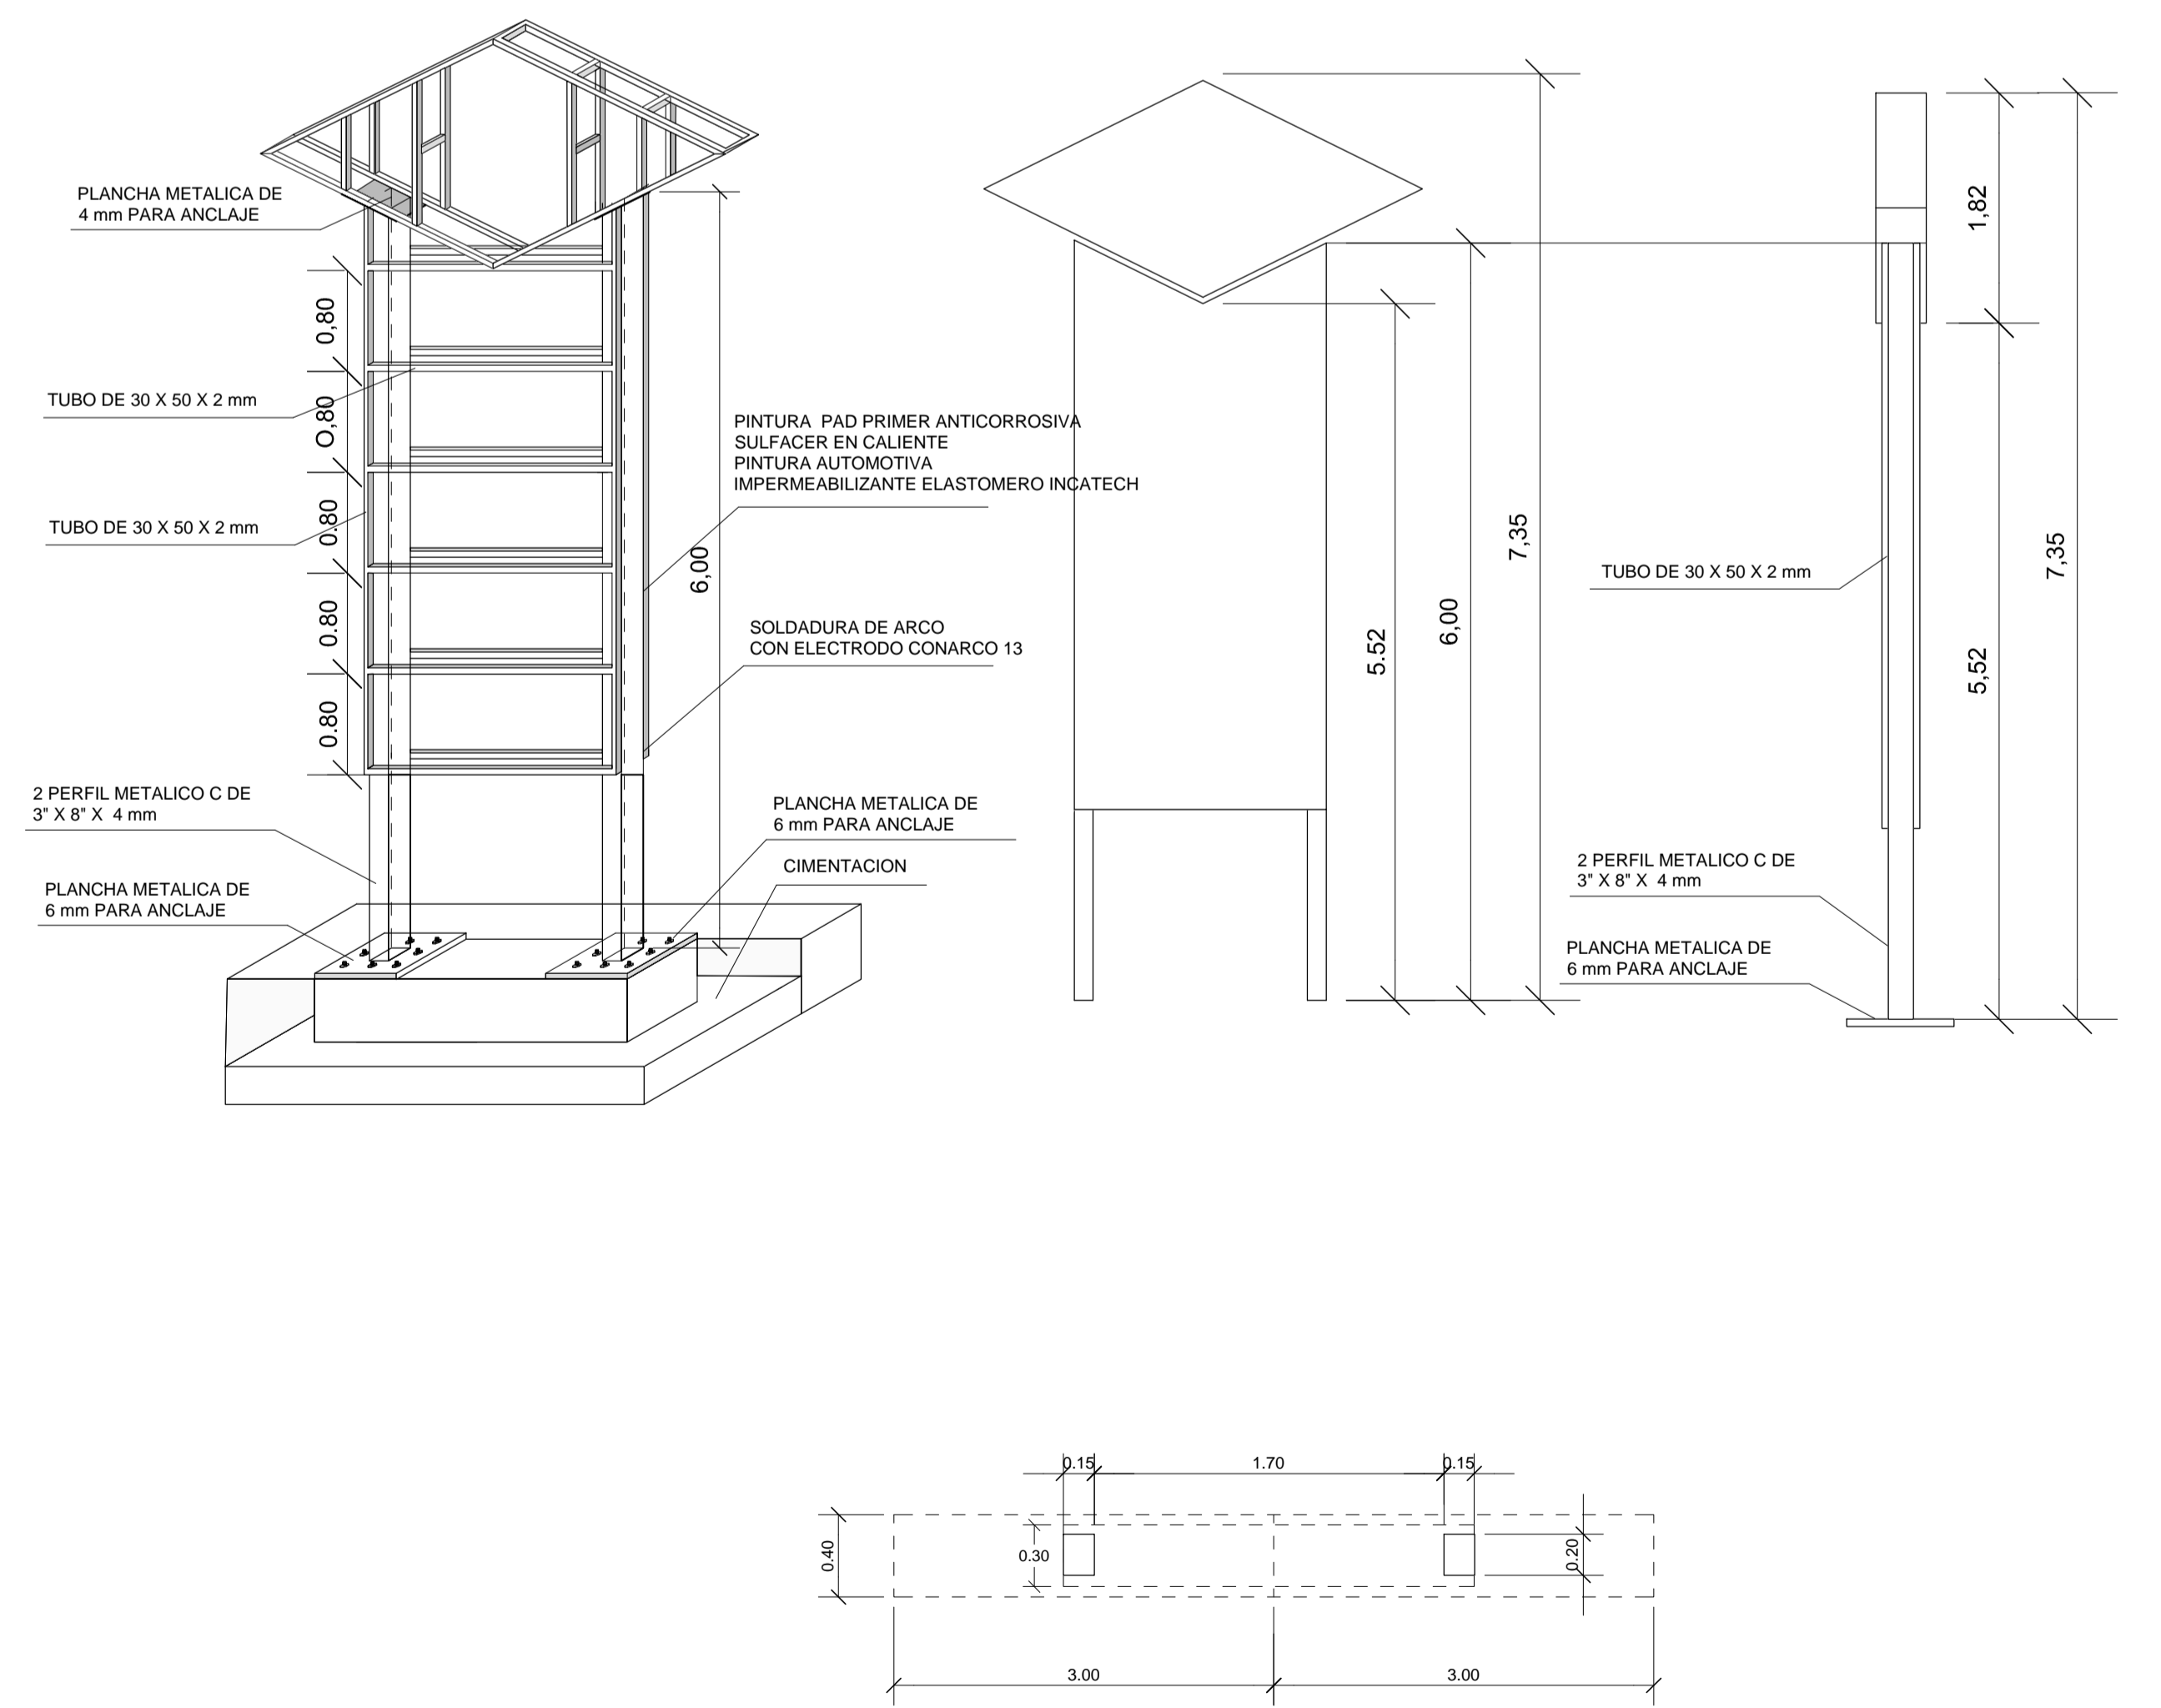 PLANCHA METALICA DE
4 mm PARA ANCLAJE
0,80
TUBO DE 30 X 50 X 2 mm
O,80
TUBO DE 30 X 50 X 2 mm
0.80
0.80
0.80
2 PERFIL METALICO C DE
3" X 8" X 4 mm
PLANCHA METALICA DE
6 mm PARA ANCLAJE
6,00
PINTURA PAD PRIMER ANTICORROSIVA
SULFACER EN CALIENTE
PINTURA AUTOMOTIVA
IMPERMEABILIZANTE ELASTOMERO INCATECH
SOLDADURA DE ARCO
CON ELECTRODO CONARCO 13
PLANCHA METALICA DE
6 mm PARA ANCLAJE
CIMENTACION
5.52
6,00
7,35
1,82
TUBO DE 30 X 50 X 2 mm
5,52
7,35
2 PERFIL METALICO C DE
3" X 8" X 4 mm
PLANCHA METALICA DE
6 mm PARA ANCLAJE
0.15
1.70
0.15
0.40
0.30
0.20
3.00
3.00